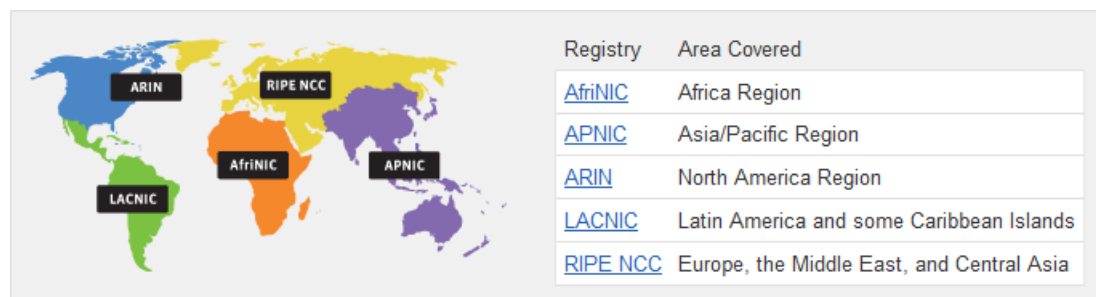 ARIN
RIPE NCC
AfriNIC
APNIC
LACNIC
Registry Area Covered
AfriNIC Africa Region
APNIC Asia/Pacific Region
ARIN North America Region
LACNIC Latin America and some Caribbean Islands
RIPE NCC Europe, the Middle East, and Central Asia